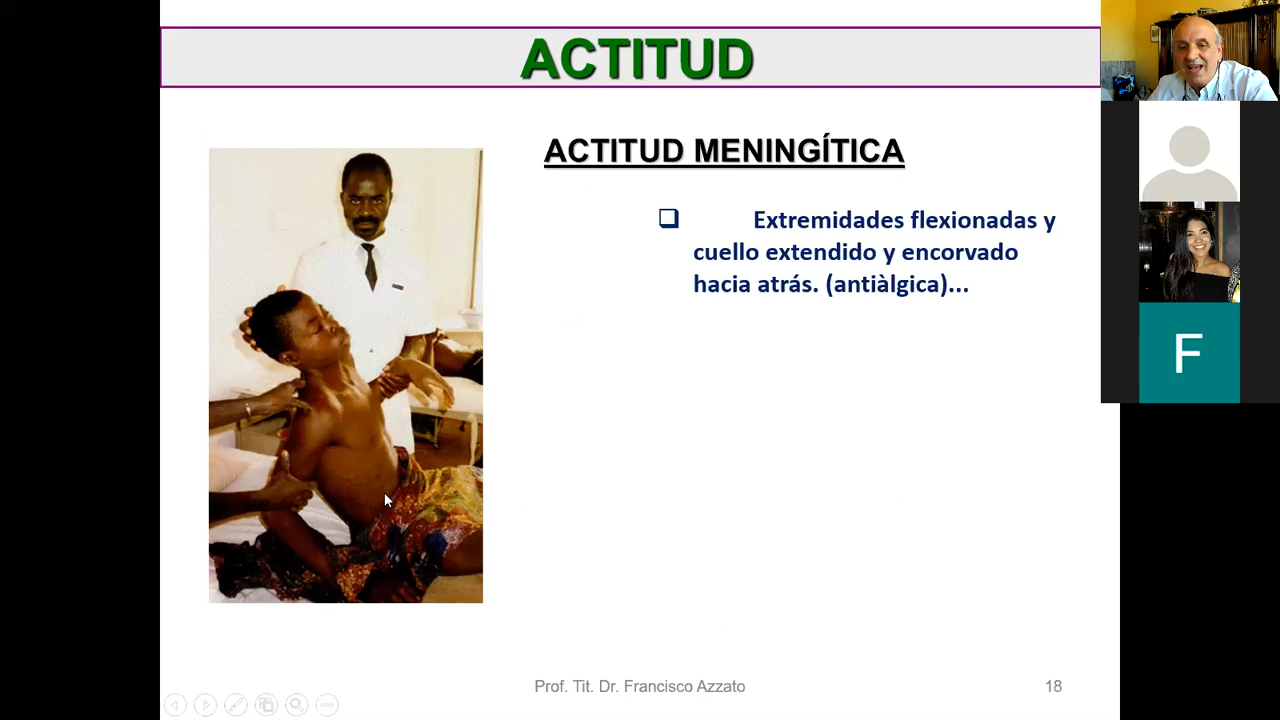 ACTITUD
ACTITUD MENINGÍTICA
Extremidades flexionadas y
cuello extendido y encorvado
hacia atrás. (antiàlgica)...
F
Prof. Tit. Dr. Francisco Azzato
18